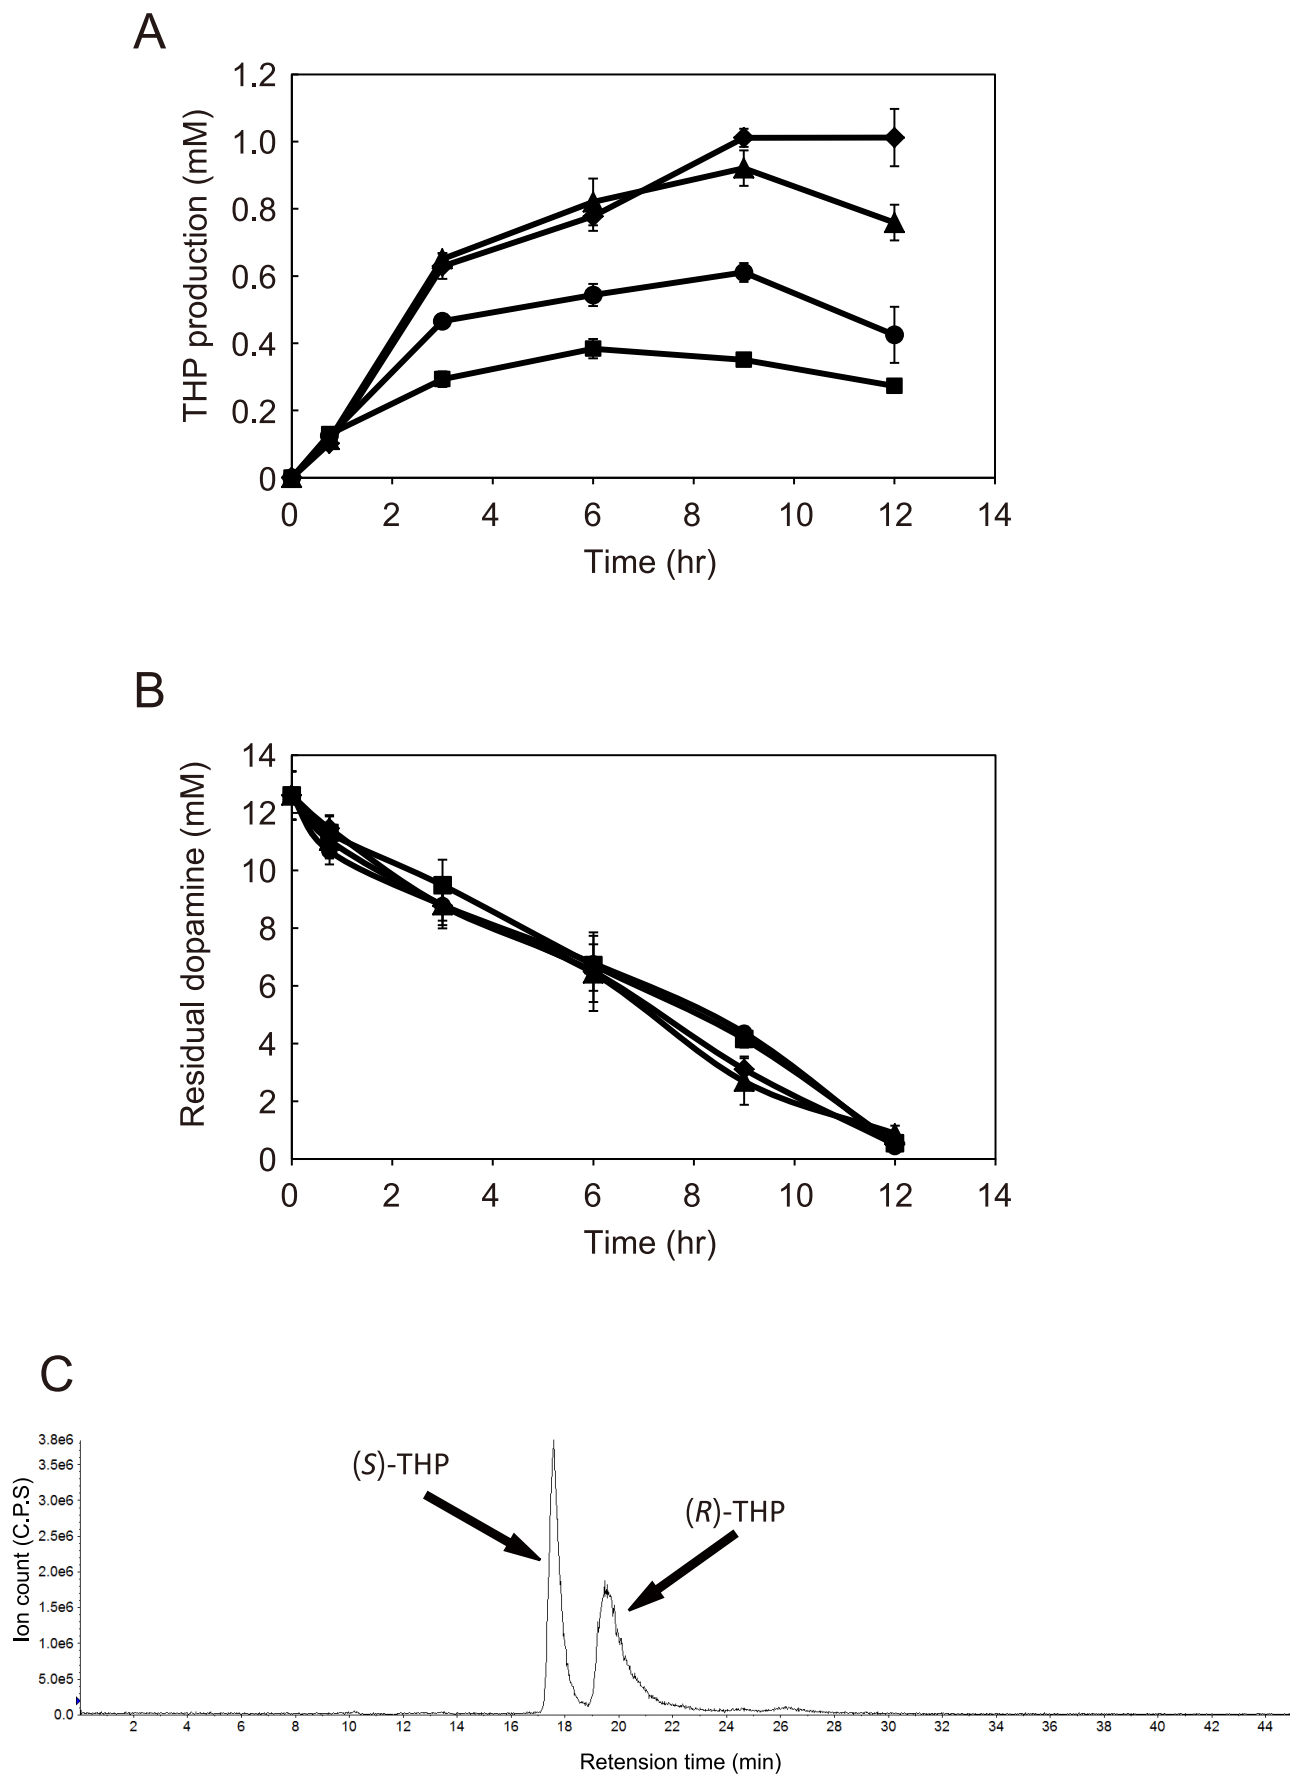 A
THP production (mM)
1.2
1.0
0.8
0.6
0.4
0.2
0
0 2 4 6 8 10 12 14
Time (hr)
B
Residual dopamine (mM)
14
12
10
8
6
4
2
0
0 2 4 6 8 10 12 14
Time (hr)
C
Ion count (C.P.S)
3.8e6
3.5e6
3.0e6
2.5e6
2.0e6
1.5e6
1.0e6
5.0e5
0.0
(S)-THP
(R)-THP
2 4 6 8 10 12 14 16 18 20 22 24 26 28 30 32 34 36 38 40 42 44
Retension time (min)